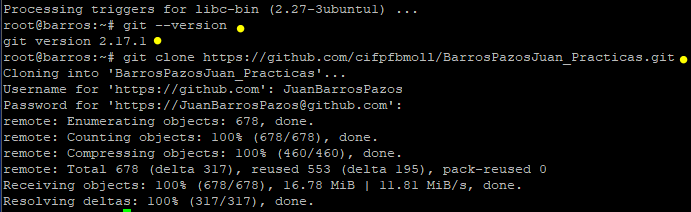 Processing triggers for libc-bin (2.27-3ubuntu1) ...
root@barros:~# git --version
git version 2.17.1
root@barros:~# git clone https://github.com/cifpfbmoll/BarrosPazosJuan_Practicas.git
Cloning into 'BarrosPazosJuan_Practicas'...
Username for 'https://github.com': JuanBarrosPazos
Password for 'https://JuanBarrosPazos@github.com':
remote: Enumerating objects: 678, done.
remote: Counting objects: 100% (678/678), done.
remote: Compressing objects: 100% (460/460), done.
remote: Total 678 (delta 317), reused 553 (delta 195), pack-reused 0
Receiving objects: 100% (678/678), 16.78 MiB | 11.81 MiB/s, done.
Resolving deltas: 100% (317/317), done.